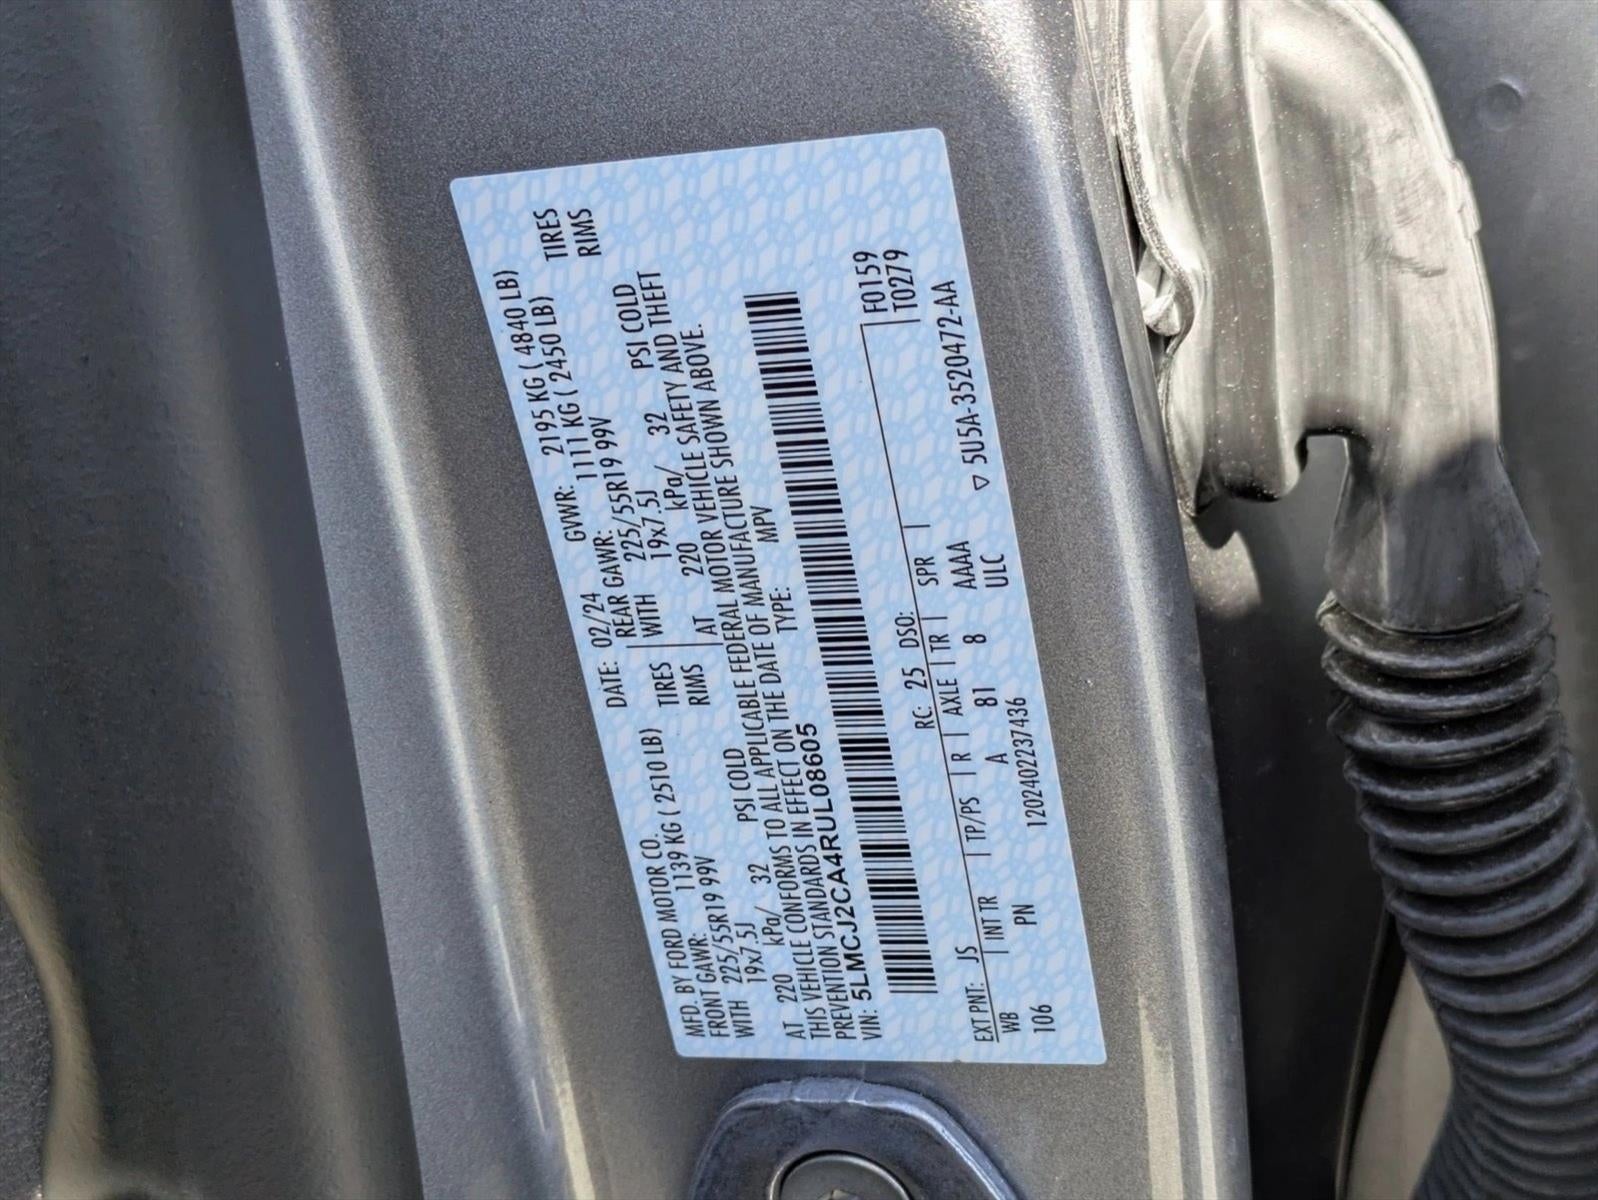 MFD. BY FORD MOTOR CO.
DATE: 02/24 GVWR: 2195 KG ( 4840 LB)
FRONT GAWR: 1139 KG ( 2510 LB)
REAR GAWR: 1111 KG ( 2450 LB)
WITH 225/55R19 99V TIRES
WITH 225/55R19 99V TIRES
19x7.5J RIMS
19x7.5J RIMS
AT 220 kPa/ 32 PSI COLD
AT 220 kPa/ 32 PSI COLD
THIS VEHICLE CONFORMS TO ALL APPLICABLE FEDERAL MOTOR VEHICLE SAFETY AND THEFT
PREVENTION STANDARDS IN EFFECT ON THE DATE OF MANUFACTURE SHOWN ABOVE.
VIN: 5LMCJ2CA4RUL08605 TYPE: MPV
F0159
T0279
EXT PNT: JS RC: 25 DSO:
WB INT TR TP/PS R AXLE TR SPR
106 PN A 81 8 AAAA ▽ 5U5A-3520472-AA
ULC
120240223​7436